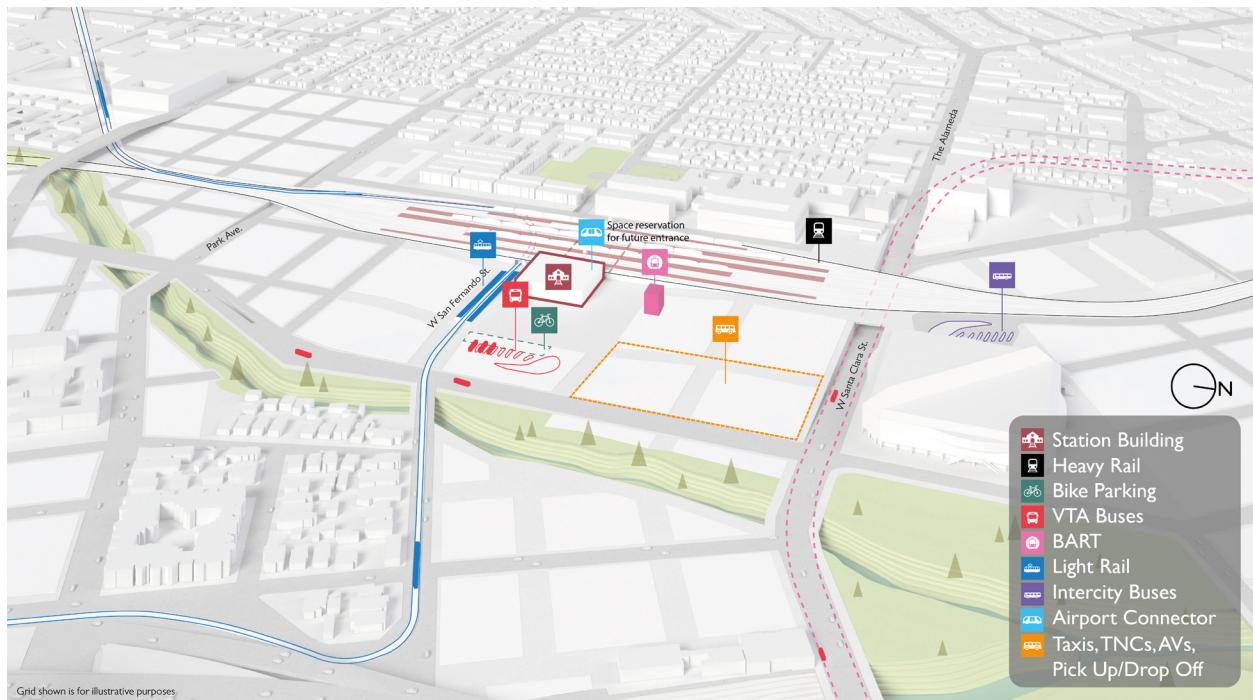 The Alameda
Park Ave.
Space reservation
for future entrance
W San Fernando St.
W Santa Clara St.
N
Station Building
Heavy Rail
Bike Parking
VTA Buses
BART
Light Rail
Intercity Buses
Airport Connector
Taxis, TNCs, AVs,
Pick Up/Drop Off
Grid shown is for illustrative purposes